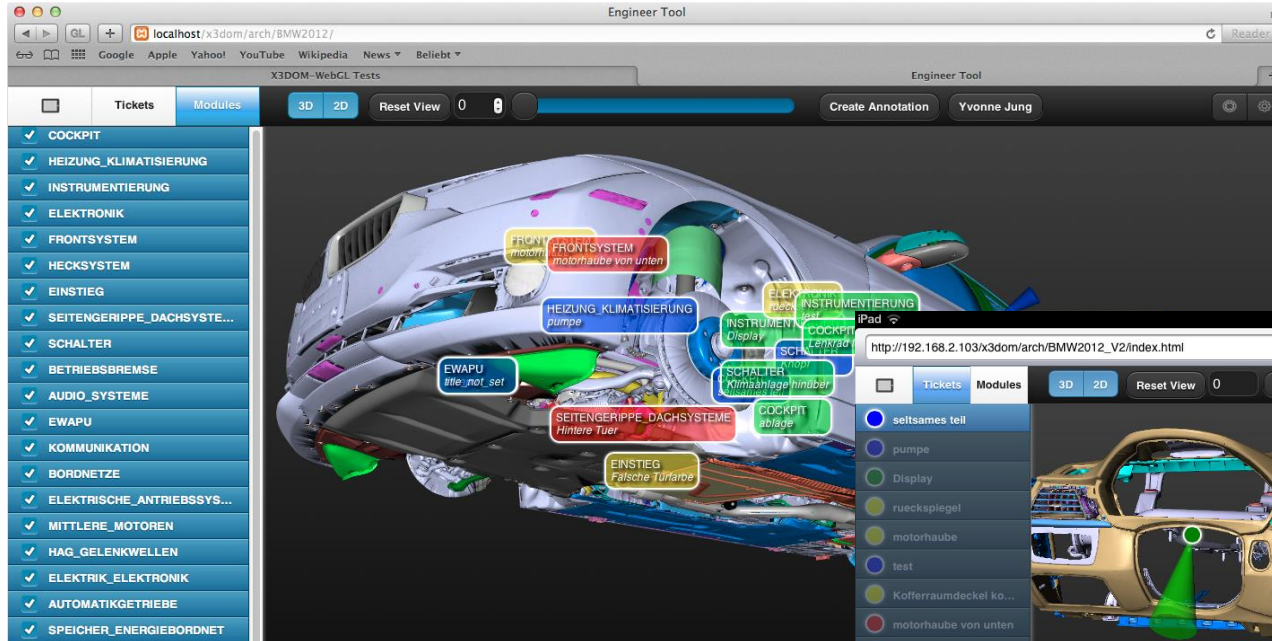 Engineer Tool
GL
localhost/x3dom/arch/BMW2012/
Reader
Google Apple Yahoo! YouTube Wikipedia News Beliebt
X3DOM-WebGL Tests
Engineer Tool
Tickets
Modules
3D 2D
Reset View
0
Create Annotation
Yvonne Jung
COCKPIT
HEIZUNG_KLIMATISIERUNG
INSTRUMENTIERUNG
ELEKTRONIK
FRONTSYSTEM
HECKSYSTEM
EINSTIEG
SEITENGERIPPE_DACHSYSTE...
SCHALTER
BETRIEBSBREMSE
AUDIO_SYSTEME
EWAPU
KOMMUNIKATION
BORDNETZE
ELEKTRISCHE_ANTRIEBSSYS...
MITTLERE_MOTOREN
HAG_GELENKWELLEN
ELEKTRIK_ELEKTRONIK
AUTOMATIKGETRIEBE
SPEICHER_ENERGIEBORDNET
FRONTSYSTEM
motorhaube von unten
HEIZUNG_KLIMATISIERUNG
pumpe
EWAPU
title_not_set
SEITENGERIPPE_DACHSYSTEME
Hintere Tuer
EINSTIEG
Falsche Türfarbe
ELEKTRONIK
INSTRUMENTIERUNG
test
Display
COCKPIT
Lenkrad
SCHALTER
Klimaanlage hinüber
COCKPIT
ablage
iPad
http://192.168.2.103/x3dom/arch/BMW2012_V2/index.html
Tickets
Modules
3D 2D
Reset View
0
seltsames teil
pumpe
Display
rueckspiegel
motorhaube
test
Kofferraumdeckel ko...
motorhaube von unten